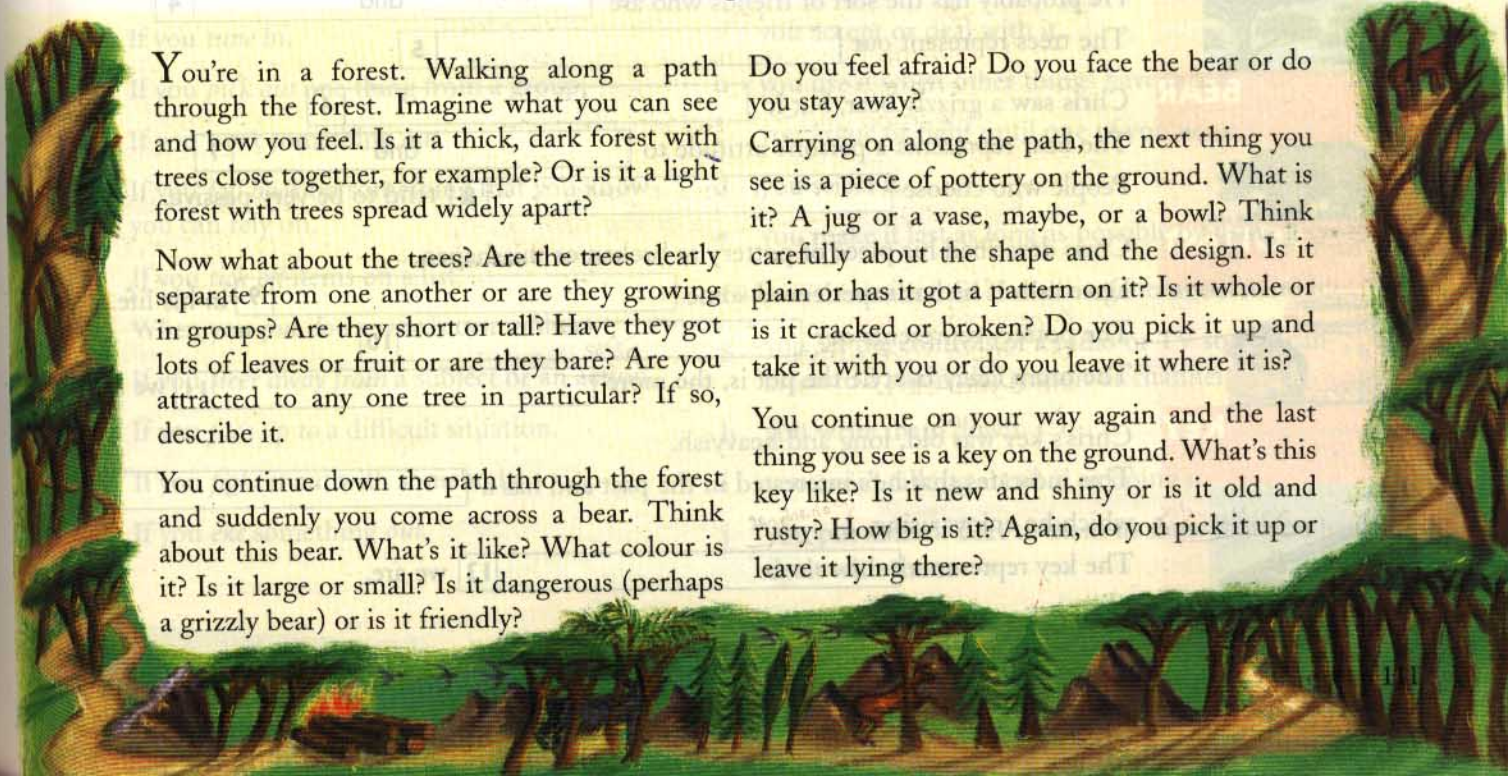 You're in a forest. Walking along a path
through the forest. Imagine what you can see
and how you feel. Is it a thick, dark forest with
trees close together, for example? Or is it a light
forest with trees spread widely apart?
Now what about the trees? Are the trees clearly
separate from one another or are they growing
in groups? Are they short or tall? Have they got
lots of leaves or fruit or are they bare? Are you
attracted to any one tree in particular? If so,
describe it.
You continue down the path through the forest
and suddenly you come across a bear. Think
about this bear. What's it like? What colour is
it? Is it large or small? Is it dangerous (perhaps
a grizzly bear) or is it friendly?
Do you feel afraid? Do you face the bear or do
you stay away?
Carrying on along the path, the next thing you
see is a piece of pottery on the ground. What is
it? A jug or a vase, maybe, or a bowl? Think
carefully about the shape and the design. Is it
plain or has it got a pattern on it? Is it whole or
is it cracked or broken? Do you pick it up and
take it with you or do you leave it where it is?
You continue on your way again and the last
thing you see is a key on the ground. What's this
key like? Is it new and shiny or is it old and
rusty? How big is it? Again, do you pick it up or
leave it lying there?